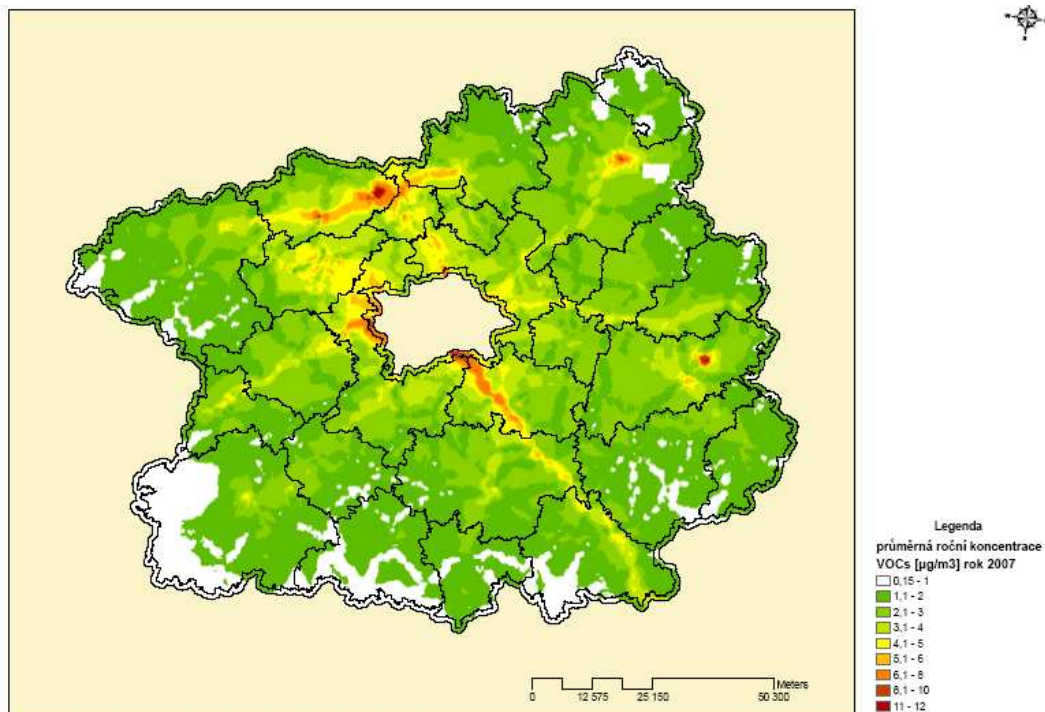 Legenda
průměrná roční koncentrace
VOCs [µg/m3] rok 2007
0,15 - 1
1,1 - 2
2,1 - 3
3,1 - 4
4,1 - 5
5,1 - 6
6,1 - 8
8,1 - 10
11 - 12
Meters
0 12 575 25 150 50 300